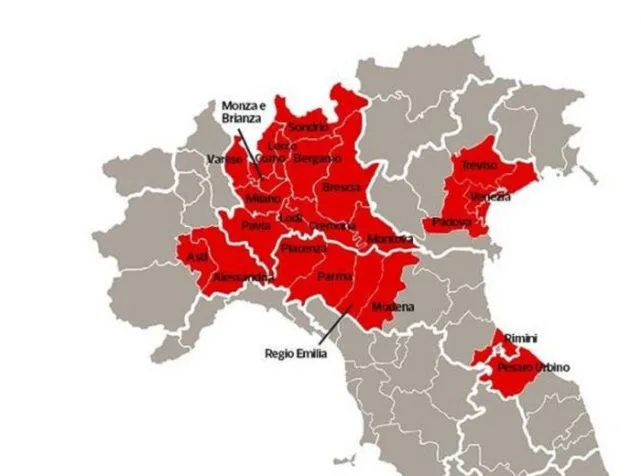 Monza e
Brianza
Sondrio
Lecco
Varese
Como
Bergamo
Brescia
Treviso
Milano
Venezia
Lodi
Pavia
Cremona
Padova
Mantova
Piacenza
Asti
Alessandria
Parma
Modena
Regio Emilia
Rimini
Pesaro Urbino